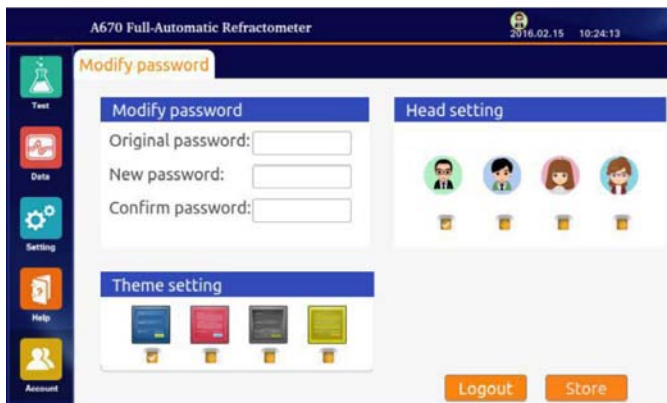 A670 Full-Automatic Refractometer
2016.02.15 10:24:13
Modify password
Test
Data
Setting
Help
Account
Modify password
Original password:
New password:
Confirm password:
Head setting
Theme setting
Logout
Store